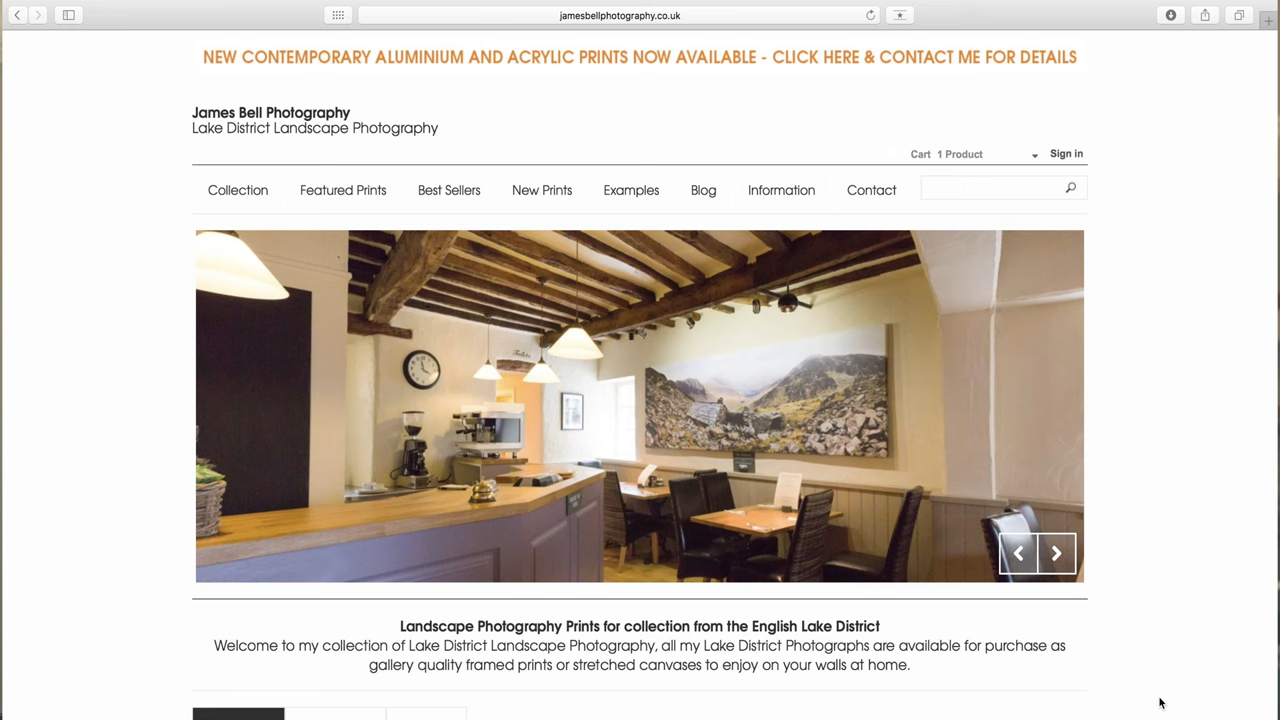 jamesbellphotography.co.uk
NEW CONTEMPORARY ALUMINIUM AND ACRYLIC PRINTS NOW AVAILABLE - CLICK HERE & CONTACT ME FOR DETAILS
James Bell Photography
Lake District Landscape Photography
Cart 1 Product
Sign in
Collection Featured Prints Best Sellers New Prints Examples Blog Information Contact
Landscape Photography Prints for collection from the English Lake District
Welcome to my collection of Lake District Landscape Photography, all my Lake District Photographs are available for purchase as
gallery quality framed prints or stretched canvases to enjoy on your walls at home.